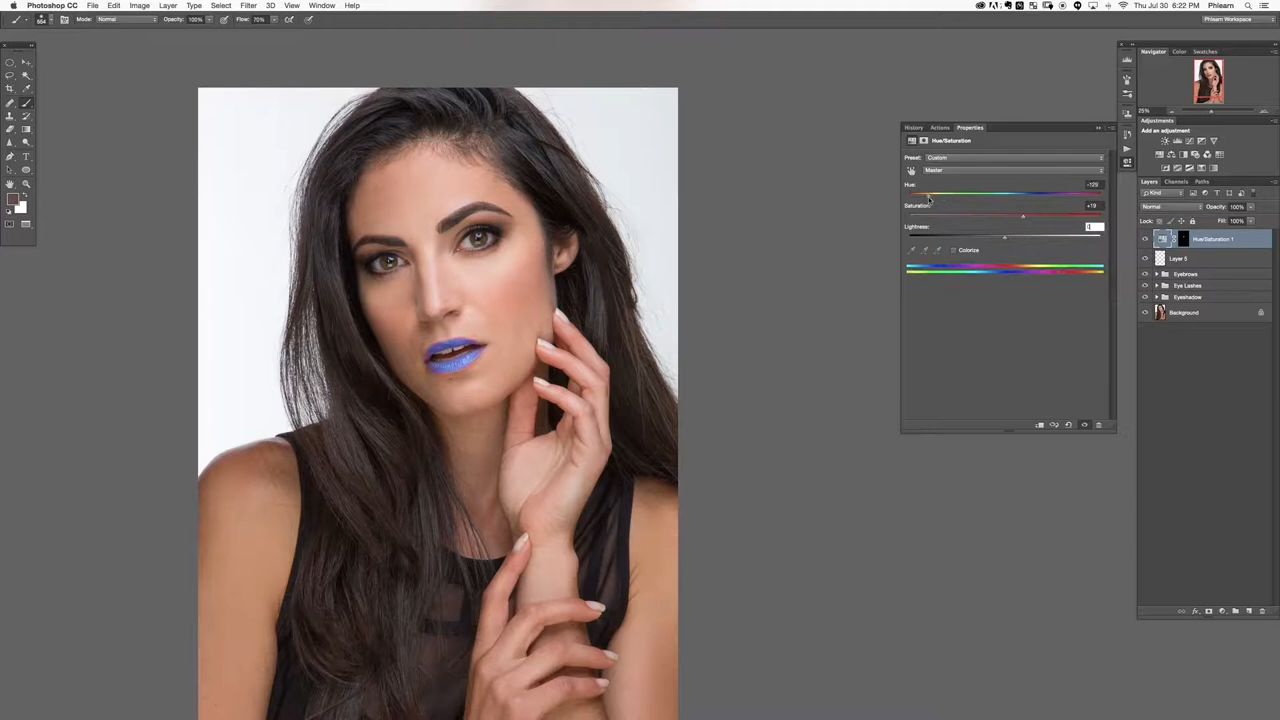 Photoshop CC File Edit Image Layer Type Select Filter 3D View Window Help Thu Jul 30 6:22 PM Phlearn
Mode: Normal Opacity: 100% Flow: 70% Phlearn Workspace
Navigator Color Swatches
75%
Adjustments
Add an adjustment
History Actions Properties
Hue/Saturation
Preset: Custom
Master
Hue: -129
Saturation: +19
Lightness:
Colorize
Layers Channels Paths
Kind
Normal Opacity: 100%
Lock: Fill: 100%
Hue/Saturation 1
Layer 5
Eyebrows
Eye Lashes
Eyeshadow
Background